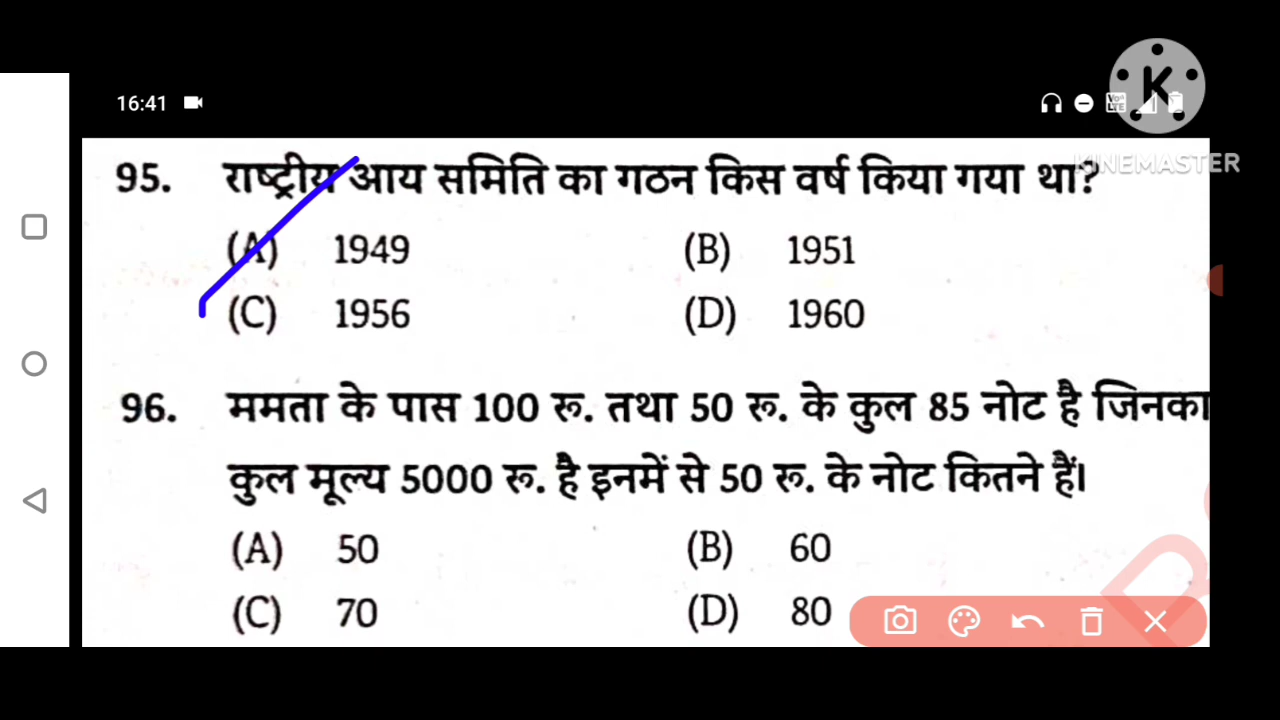 16:41
KINEMASTER
95. राष्ट्रीय आय समिति का गठन किस वर्ष किया गया था?
(A) 1949 (B) 1951
(C) 1956 (D) 1960
96. ममता के पास 100 रू. तथा 50 रू. के कुल 85 नोट है जिनका
कुल मूल्य 5000 रू. है इनमें से 50 रू. के नोट कितने हैं।
(A) 50 (B) 60
(C) 70 (D) 80